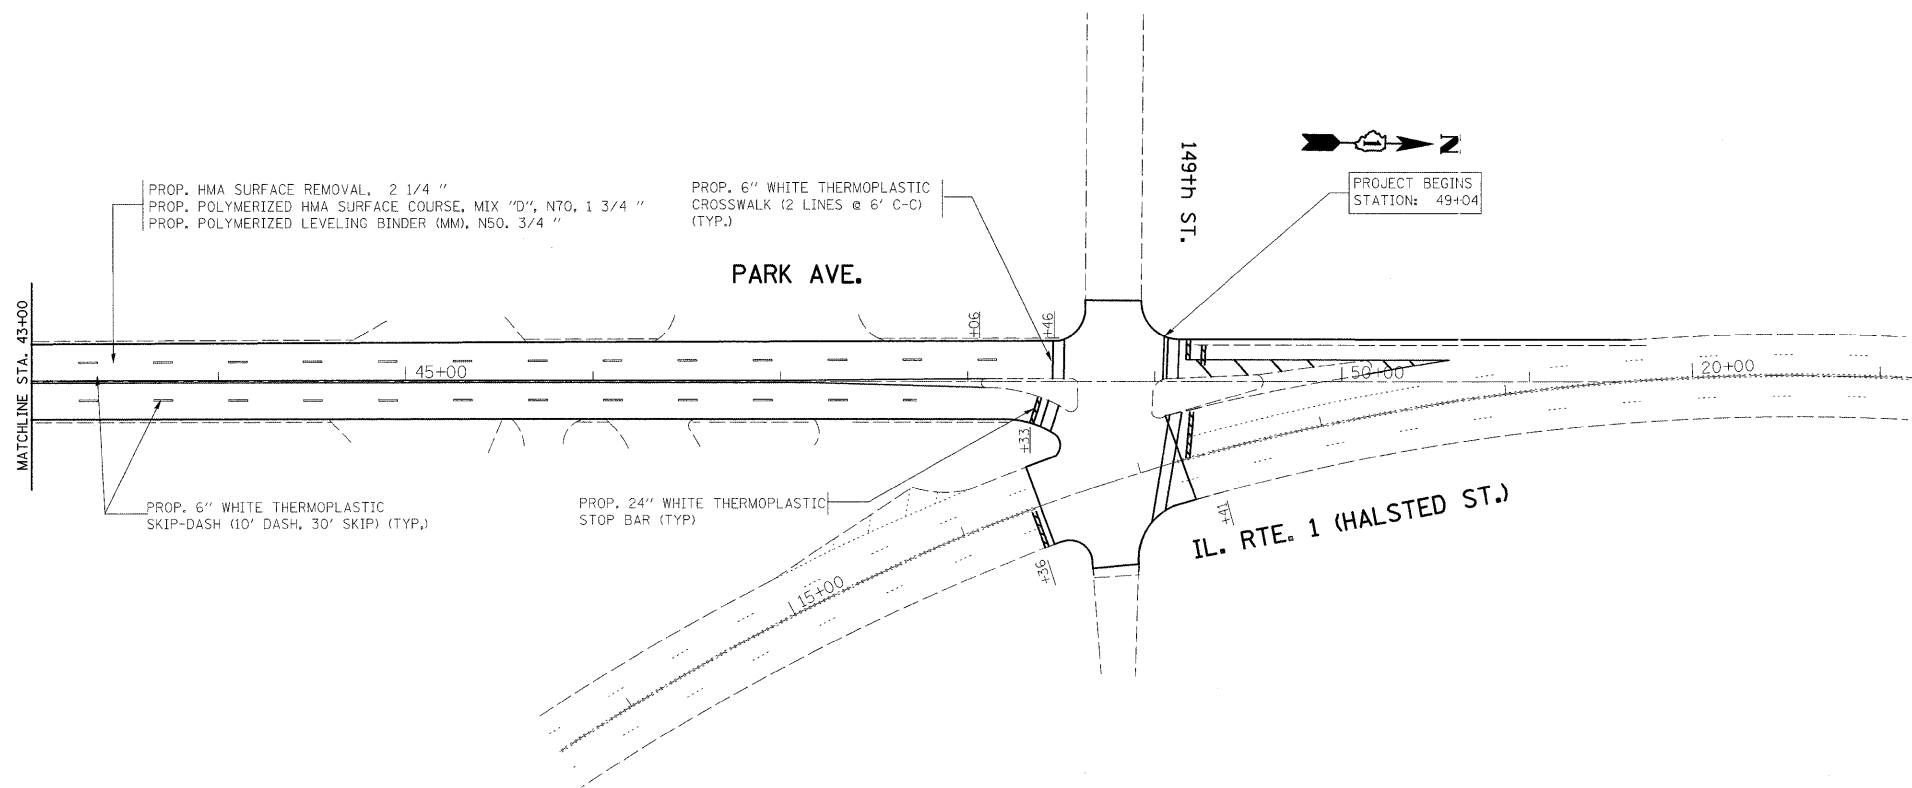 149th ST.
N
1
PROJECT BEGINS
STATION: 49+04
PROP. HMA SURFACE REMOVAL, 2 1/4 "
PROP. POLYMERIZED HMA SURFACE COURSE, MIX "D", N70, 1 3/4 "
PROP. POLYMERIZED LEVELING BINDER (MM), N50. 3/4 "
PROP. 6" WHITE THERMOPLASTIC
CROSSWALK (2 LINES @ 6' C-C)
(TYP.)
PARK AVE.
MATCHLINE STA. 43+00
+06
+46
45+00
50+00
20+00
+33
PROP. 6" WHITE THERMOPLASTIC
SKIP-DASH (10' DASH, 30' SKIP) (TYP,)
PROP. 24" WHITE THERMOPLASTIC
STOP BAR (TYP)
+41
IL. RTE. 1 (HALSTED ST.)
+36
15+00